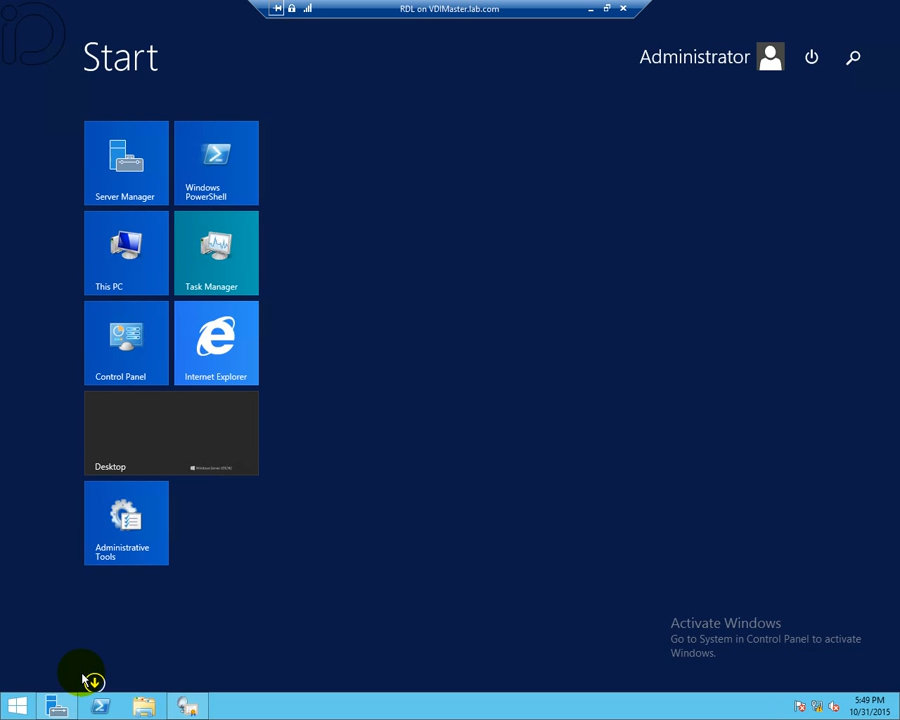 RDL on VDIMaster.lab.com
Start
Administrator
Server Manager
Windows
PowerShell
This PC
Task Manager
Control Panel
Internet Explorer
Desktop
Administrative
Tools
Activate Windows
Go to System in Control Panel to activate
Windows.
5:49 PM
10/31/2015